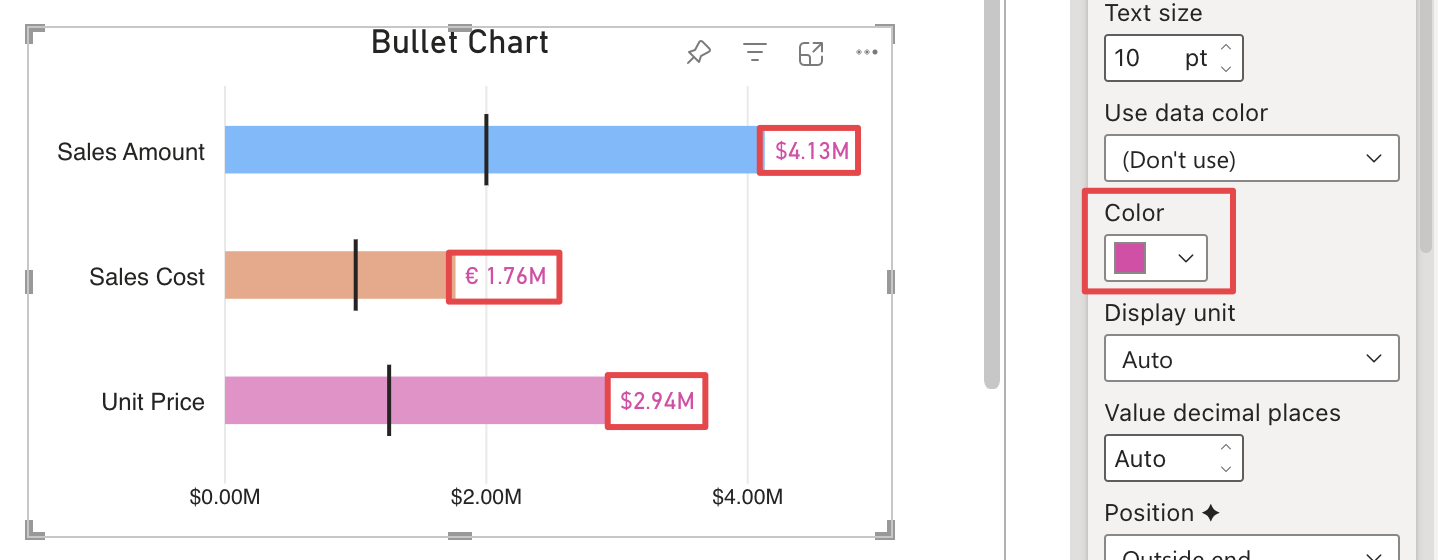 Bullet Chart
Sales Amount
$4.13M
Sales Cost
€ 1.76M
Unit Price
$2.94M
$0.00M $2.00M $4.00M
Text size
10 pt
Use data color
(Don't use)
Color
Display unit
Auto
Value decimal places
Auto
Position
Outside end